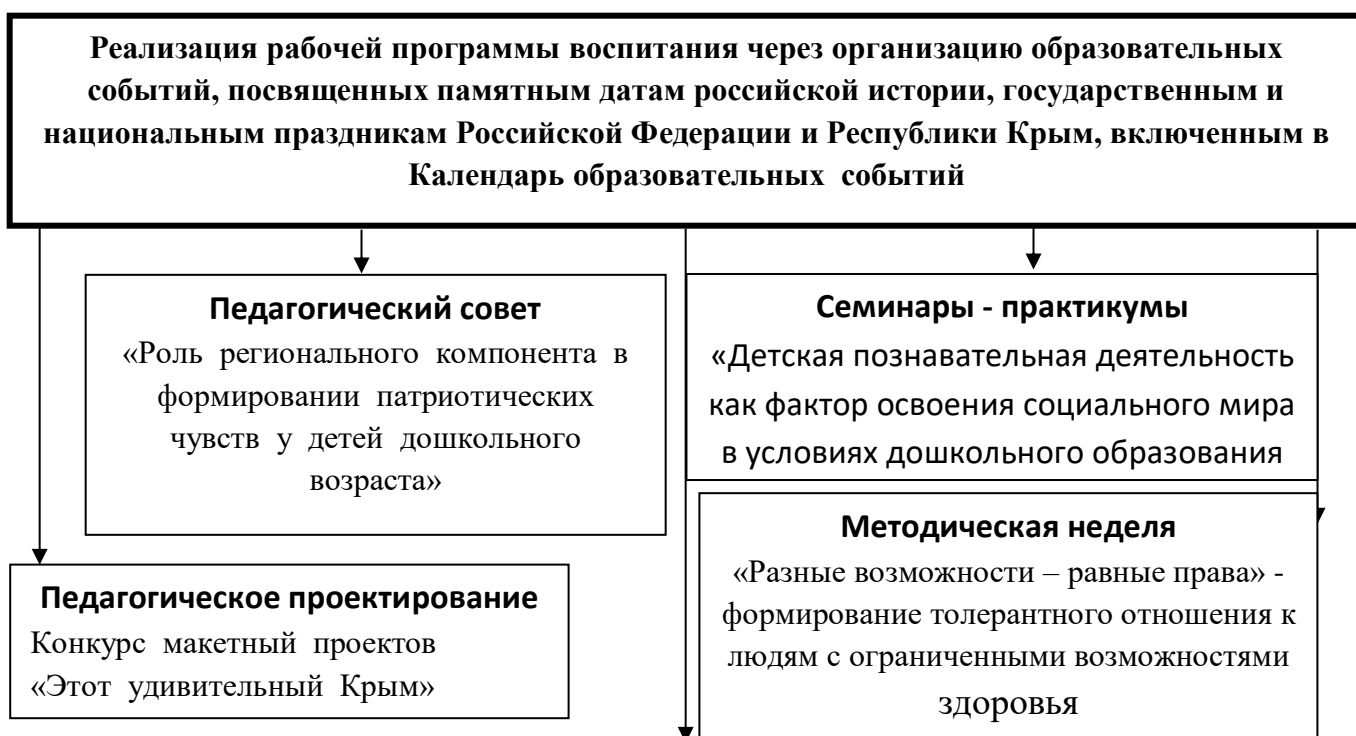 Реализация рабочей программы воспитания через организацию образовательных
событий, посвященных памятным датам российской истории, государственным и
национальным праздникам Российской Федерации и Республики Крым, включенным в
Календарь образовательных событий
Педагогический совет
«Роль регионального компонента в
формировании патриотических
чувств у детей дошкольного
возраста»
Семинары - практикумы
«Детская познавательная деятельность
как фактор освоения социального мира
в условиях дошкольного образования
Педагогическое проектирование
Конкурс макетный проектов
«Этот удивительный Крым»
Методическая неделя
«Разные возможности – равные права» -
формирование толерантного отношения к
людям с ограниченными возможностями
здоровья